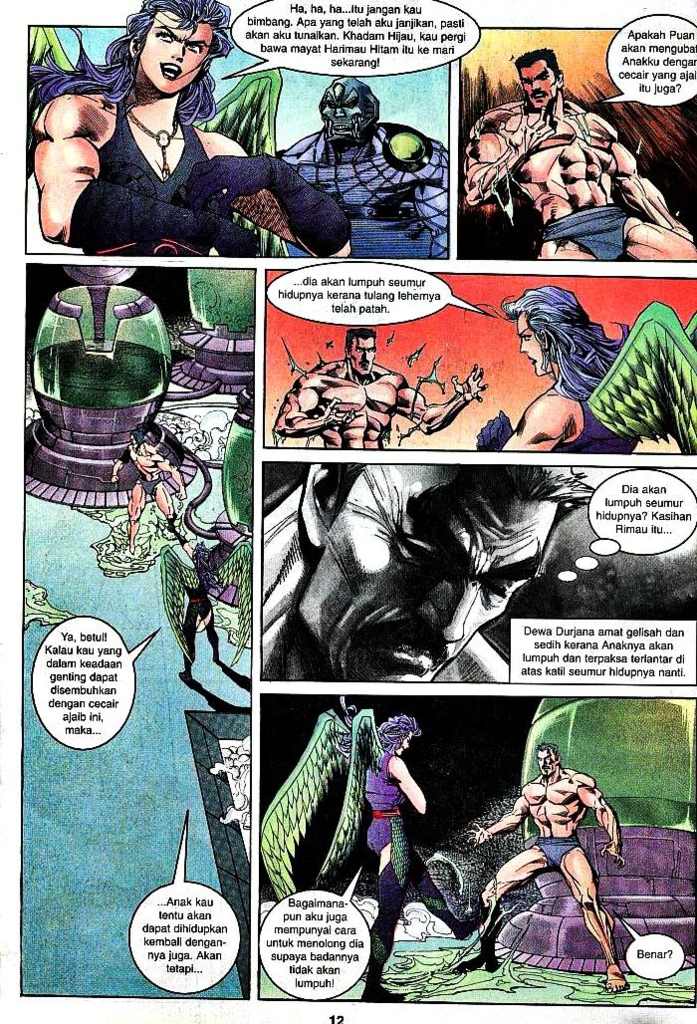 Ha, ha, ha...itu jangan kau
bimbang. Apa yang telah aku janjikan, pasti
akan aku tunaikan. Khadam Hijau, kau pergi
bawa mayat Harimau Hitam itu ke mari
sekarang!
Apakah Puan
akan mengubat
Anakku dengan
cecair yang ajai
itu juga?
Ya, betul!
Kalau kau yang
dalam keadaan
genting dapat
disembuhkan
dengan cecair
ajaib ini,
maka...
...Anak kau
tentu akan
dapat dihidupkan
kembali dengan-
nya juga. Akan
tetapi...
...dia akan lumpuh seumur
hidupnya kerana tulang lehernya
telah patah.
Dia akan
lumpuh seumur
hidupnya? Kasihan
Rimau itu...
Dewa Durjana amat gelisah dan
sedih kerana Anaknya akan
lumpuh dan terpaksa terlantar di
atas katil seumur hidupnya nanti.
Bagaimana-
pun aku juga
mempunyai cara
untuk menolong dia
supaya badannya
tidak akan
lumpuh!
Benar?
12